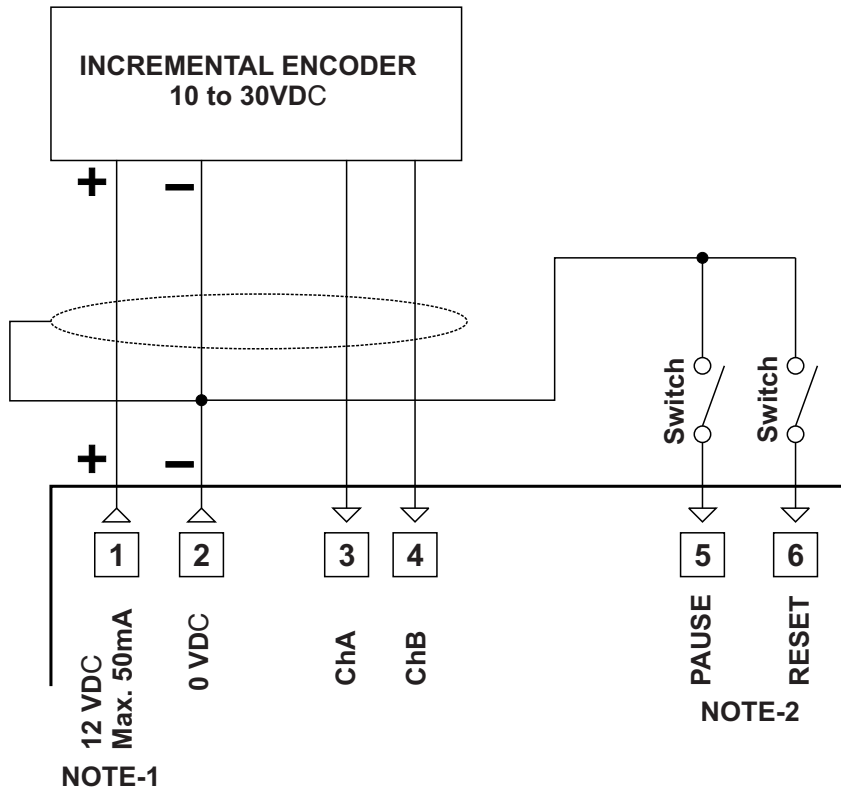 INCREMENTAL ENCODER
10 to 30VDC
+
−
Switch
Switch
+
−
1
2
3
4
5
6
12 VDC
Max. 50mA
0 VDC
ChA
ChB
PAUSE
RESET
NOTE-2
NOTE-1